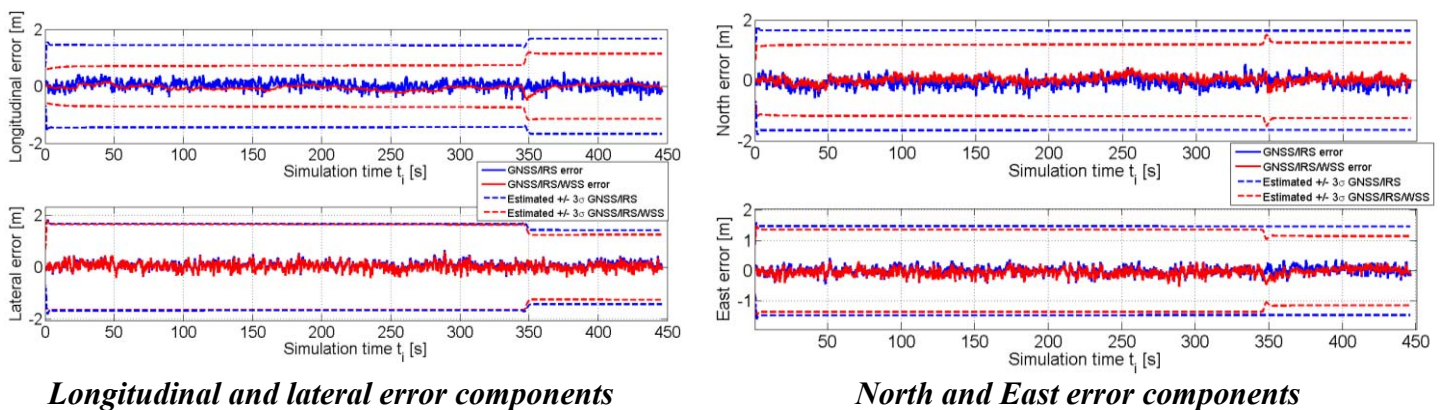 Longitudinal error [m]
2
0
-2
0 50 100 150 200 250 300 350 400 450
Simulation time tᵢ [s]
GNSS/IRS error
GNSS/IRS/WSS error
Estimated +/- 3σ GNSS/IRS
Estimated +/- 3σ GNSS/IRS/WSS
Lateral error [m]
2
0
-2
0 50 100 150 200 250 300 350 400 450
Simulation time tᵢ [s]
Longitudinal and lateral error components
North error [m]
2
0
-2
0 50 100 150 200 250 300
Simulation time tᵢ [s]
GNSS/IRS error
GNSS/IRS/WSS error
Estimated +/- 3σ GNSS/IRS
Estimated +/- 3σ GNSS/IRS/WSS
East error [m]
2
1
0
-1
0 50 100 150 200 250 300 350 400 450
Simulation time tᵢ [s]
North and East error components